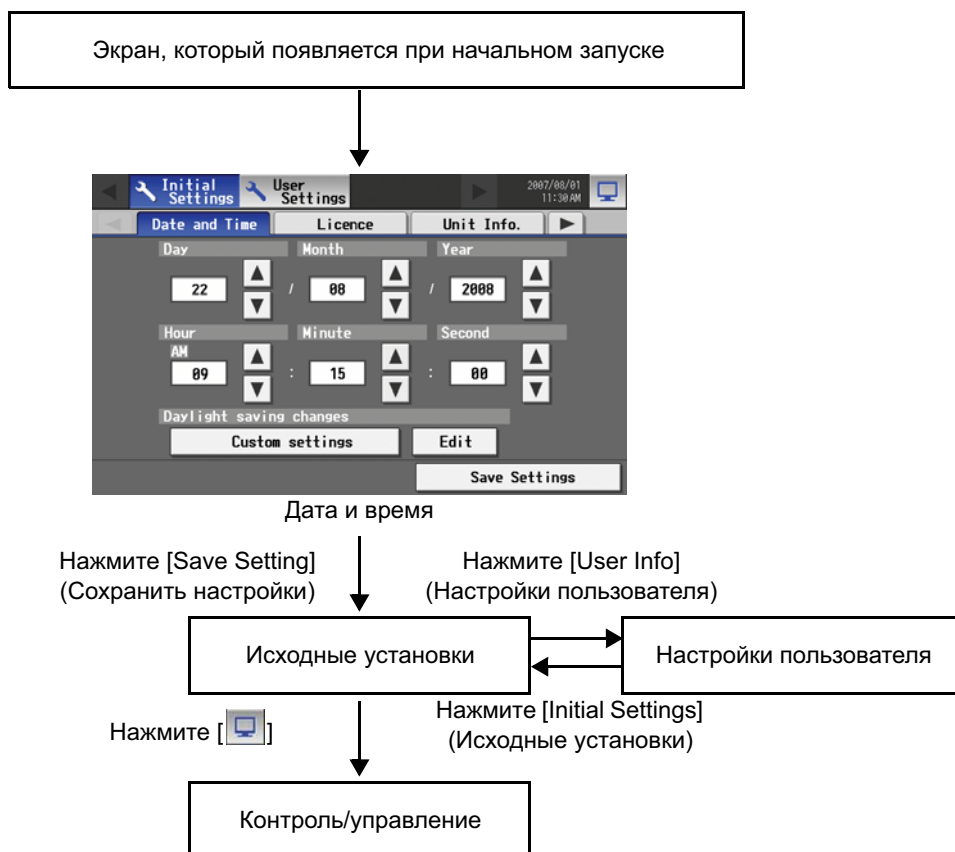 Экран, который появляется при начальном запуске
Initial Settings
User Settings
2007/08/01
11:30 AM
Date and Time
Licence
Unit Info.
Day
Month
Year
22 / 08 / 2008
Hour
Minute
Second
AM
09 : 15 : 00
Daylight saving changes
Custom settings
Edit
Save Settings
Дата и время
Нажмите [Save Setting]
(Сохранить настройки)
Нажмите [User Info]
(Настройки пользователя)
Исходные установки
Настройки пользователя
Нажмите [Initial Settings]
(Исходные установки)
Нажмите [ ]
Контроль/управление